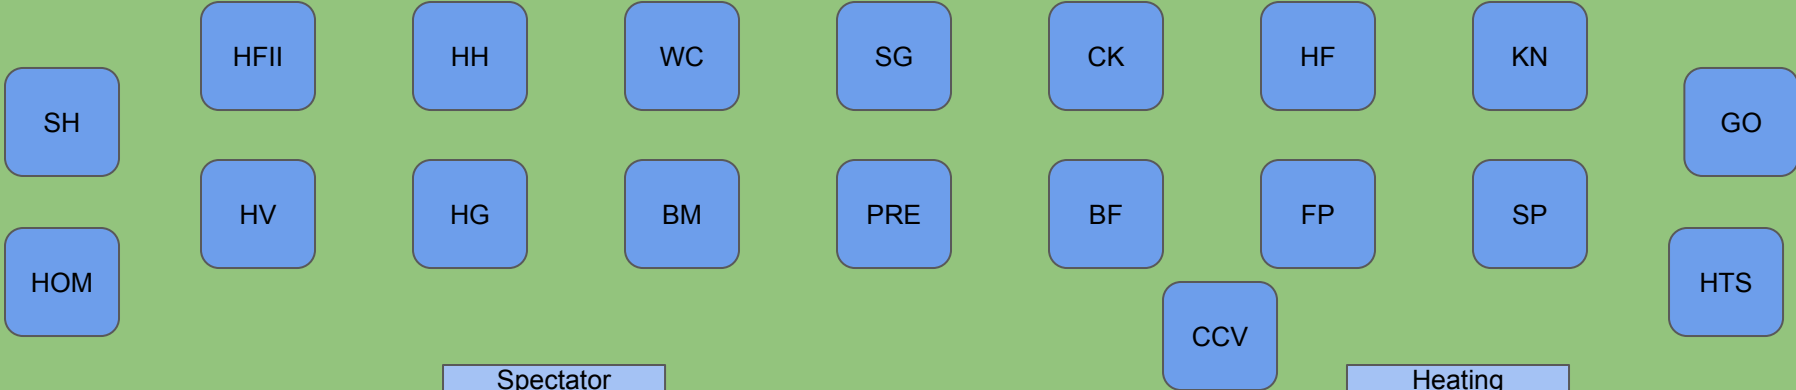 HFII
HH
WC
SG
CK
HF
KN
SH
GO
HV
HG
BM
PRE
BF
FP
SP
HOM
HTS
CCV
Spectator
Heating